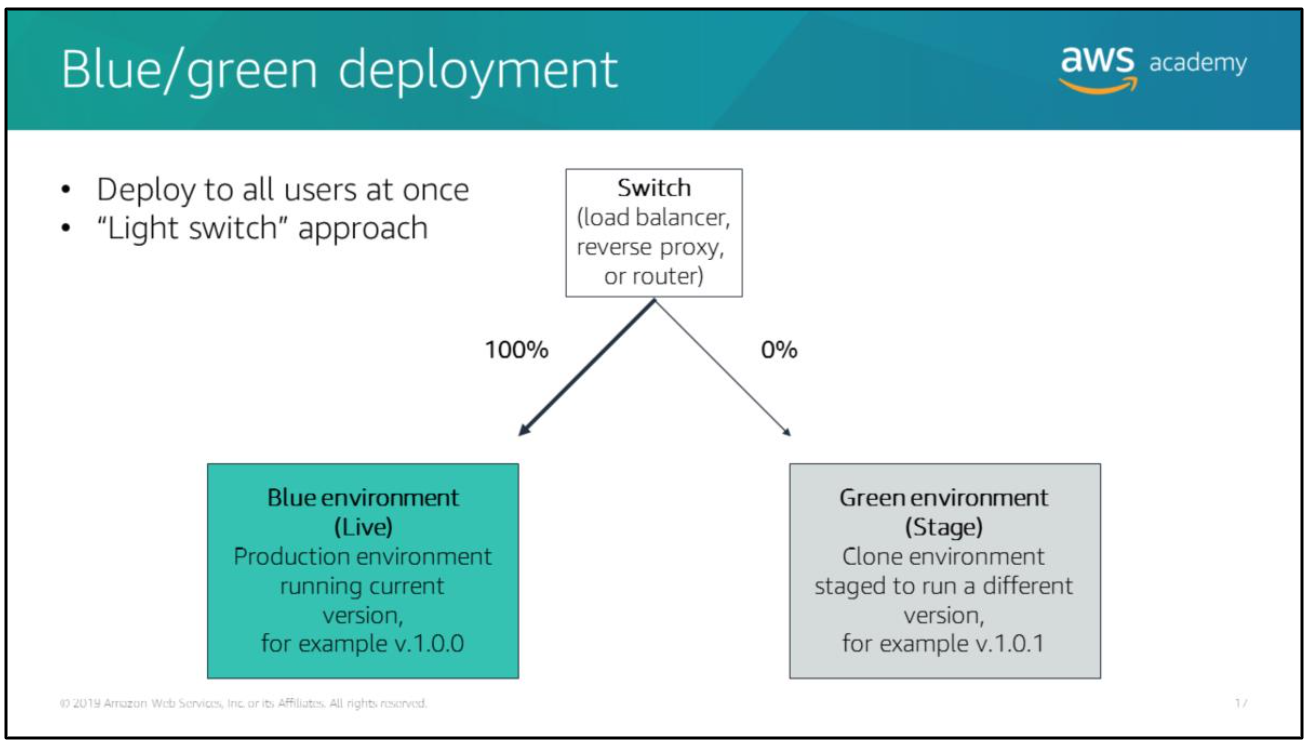 Blue/green deployment
aws academy
• Deploy to all users at once
• “Light switch” approach
Switch
(load balancer,
reverse proxy,
or router)
100%
0%
Blue environment
(Live)
Production environment
running current
version,
for example v.1.0.0
Green environment
(Stage)
Clone environment
staged to run a different
version,
for example v.1.0.1
© 2019 Amazon Web Services, Inc. or its Affiliates. All rights reserved.
17